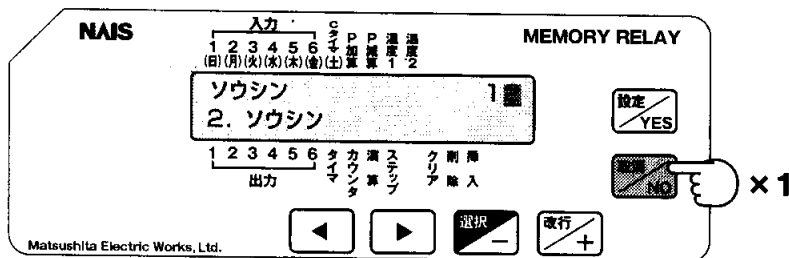 NAIS
MEMORY RELAY
入力
1 2 3 4 5 6 Cタイマ P加算 P減算 温度1 温度2
(日)(月)(火)(水)(木)(金)(土)
ソウシン 1
2. ソウシン
設定/YES
1 2 3 4 5 6 タイマ カウンタ 演算 ステップ クリア 削除 挿入
出力
NO
×1
選択/−
改行/+
Matsushita Electric Works, Ltd.